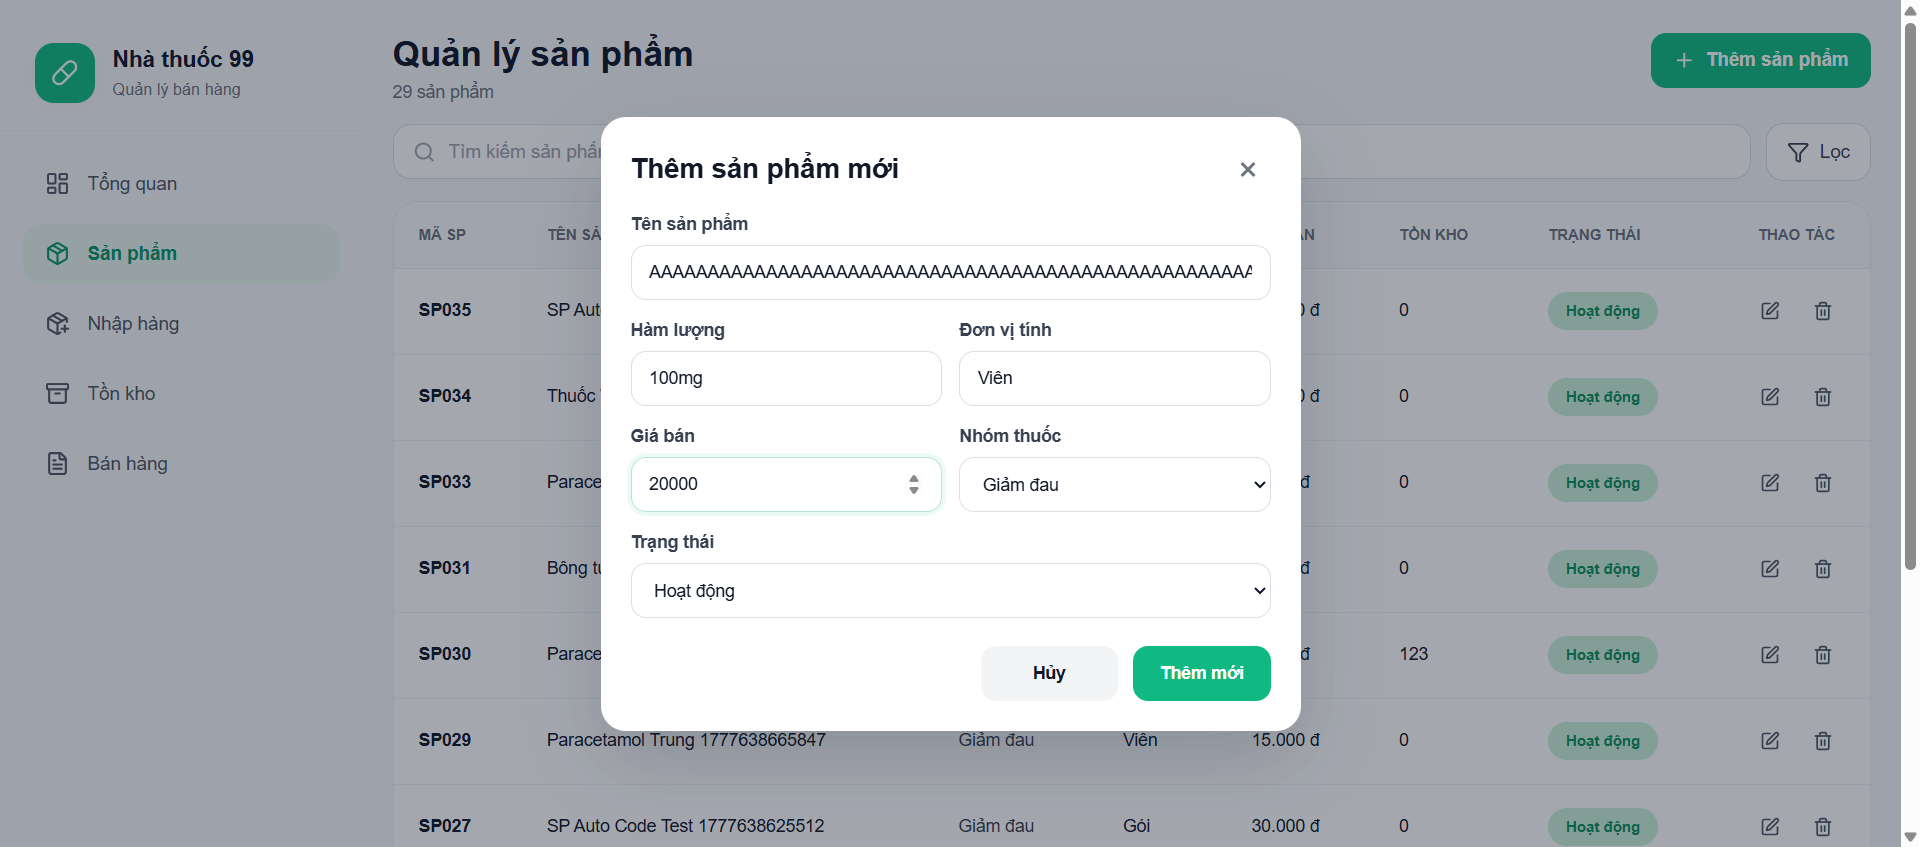 Nhà thuốc 99
Quản lý bán hàng
Tổng quan
Sản phẩm
Nhập hàng
Tồn kho
Bán hàng
Quản lý sản phẩm
29 sản phẩm
Thêm sản phẩm
Tìm kiếm sản
Lọc
MÃ SP TÊN TỒN KHO TRẠNG THÁI THAO TÁC
SP035 SP 0 Hoạt động
SP034 Thuốc 0 Hoạt động
SP033 0 Hoạt động
SP031 Bông 0 Hoạt động
SP030 123 Hoạt động
SP029 Paracetamol Trung 1777638665847 Giảm đau Viên 15.000 đ 0 Hoạt động
SP027 SP Auto Code Test 1777638625512 Giảm đau Gói 30.000 đ 0 Hoạt động
Thêm sản phẩm mới
Tên sản phẩm
Hàm lượng Đơn vị tính
100mg Viên
Giá bán Nhóm thuốc
20000 Giảm đau
Trạng thái
Hoạt động
Hủy Thêm mới